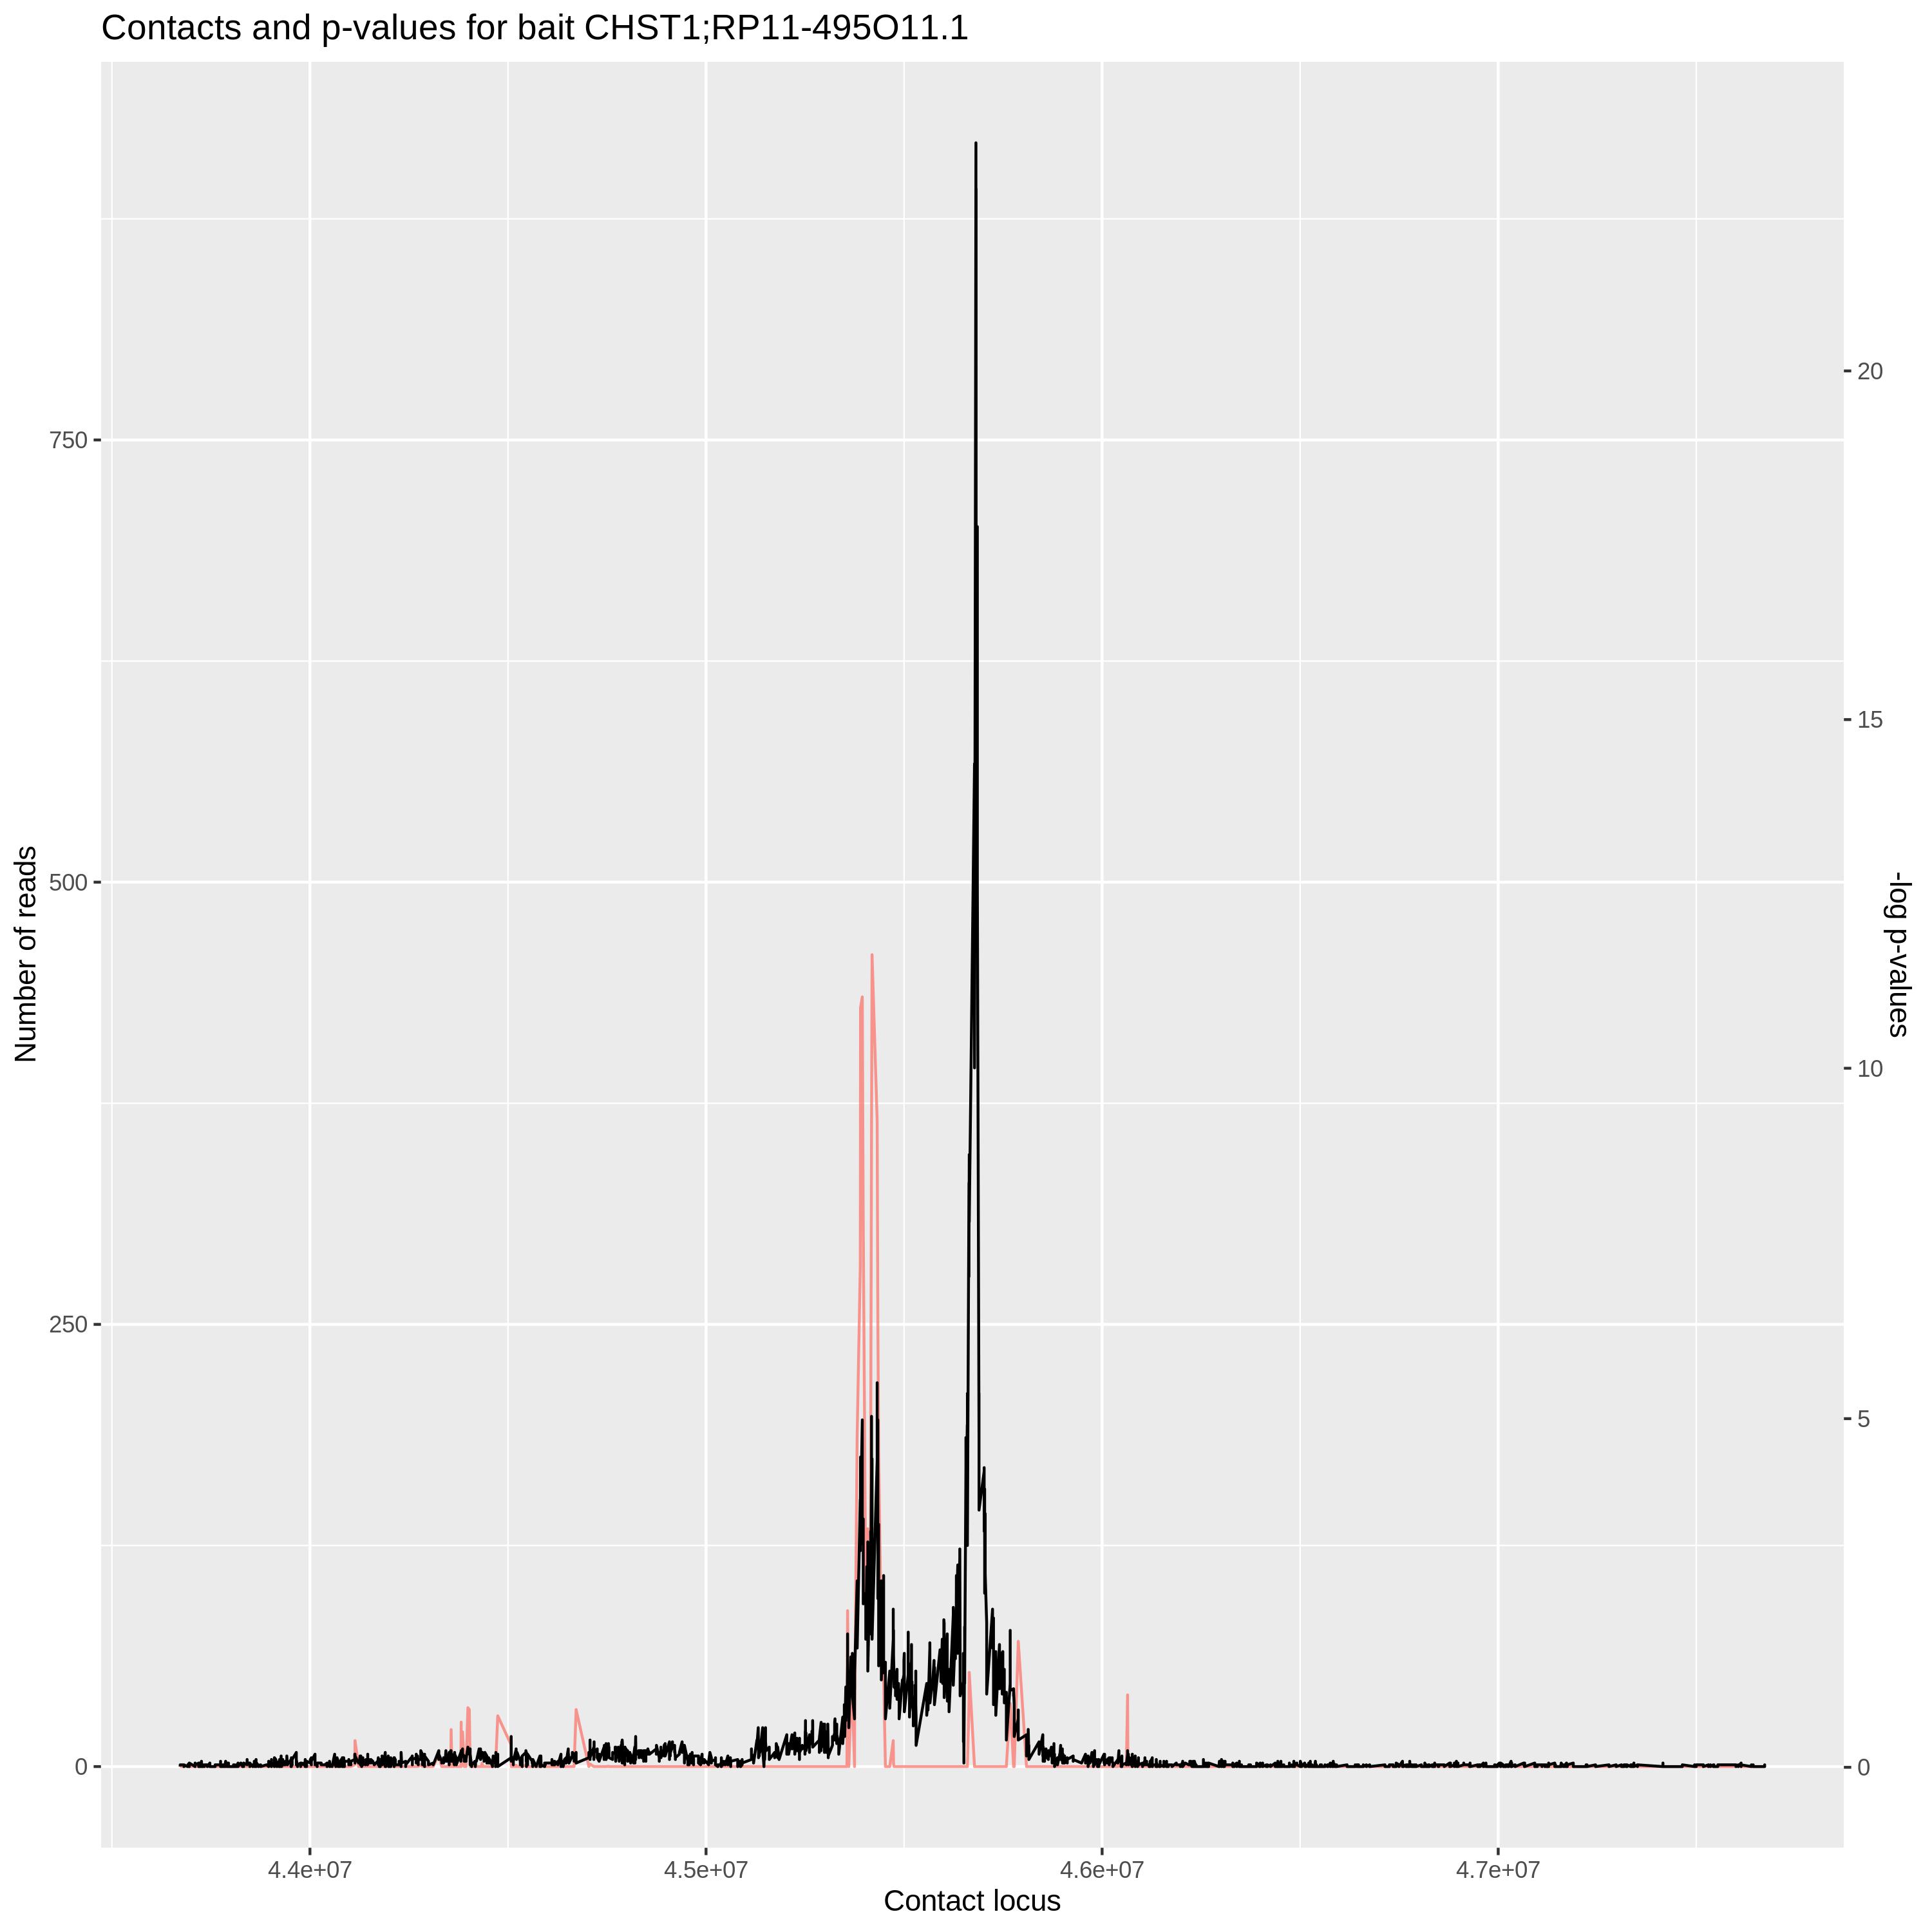 Contacts and p-values for bait CHST1;RP11-495O11.1
750
500
250
0
20
15
10
5
0
Number of reads
-log p-values
4.4e+07
4.5e+07
4.6e+07
4.7e+07
Contact locus